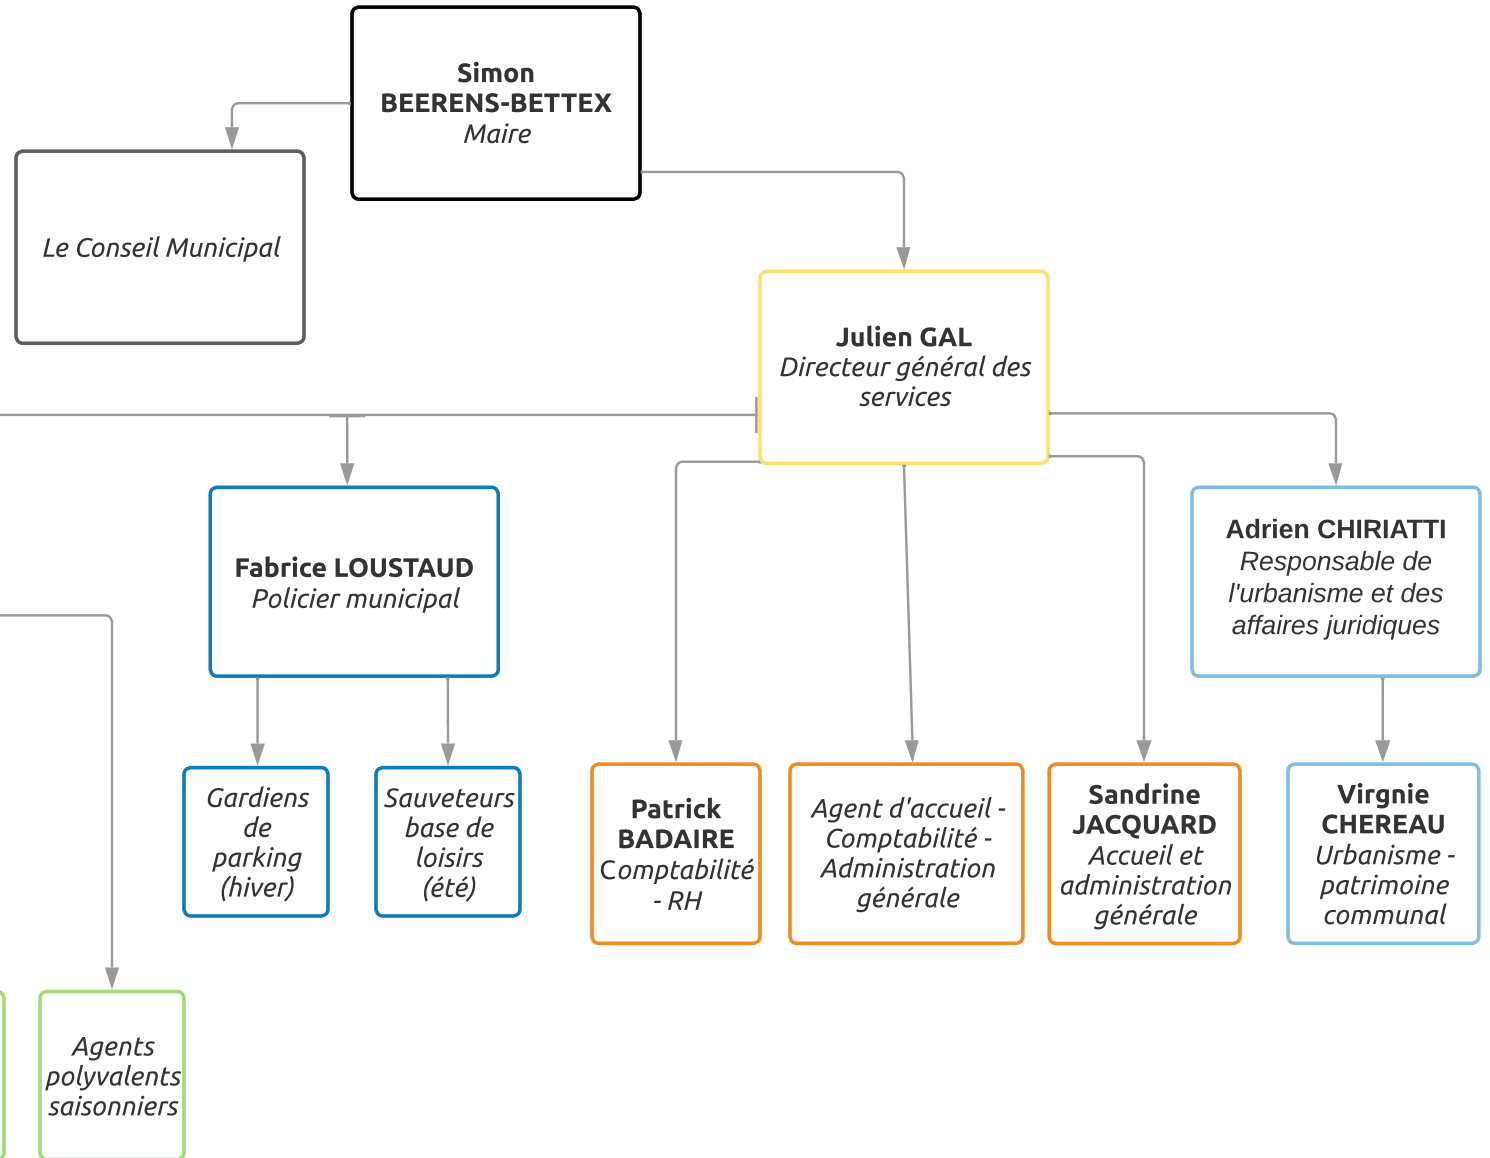 Simon
BEERENS-BETTEX
Maire
Le Conseil Municipal
Julien GAL
Directeur général des
services
Fabrice LOUSTAUD
Policier municipal
Adrien CHIRIATTI
Responsable de
l'urbanisme et des
affaires juridiques
Gardiens
de
parking
(hiver)
Sauveteurs
base de
loisirs
(été)
Patrick
BADAIRE
Comptabilité
- RH
Agent d'accueil -
Comptabilité -
Administration
générale
Sandrine
JACQUARD
Accueil et
administration
générale
Virgnie
CHEREAU
Urbanisme -
patrimoine
communal
Agents
polyvalents
saisonniers